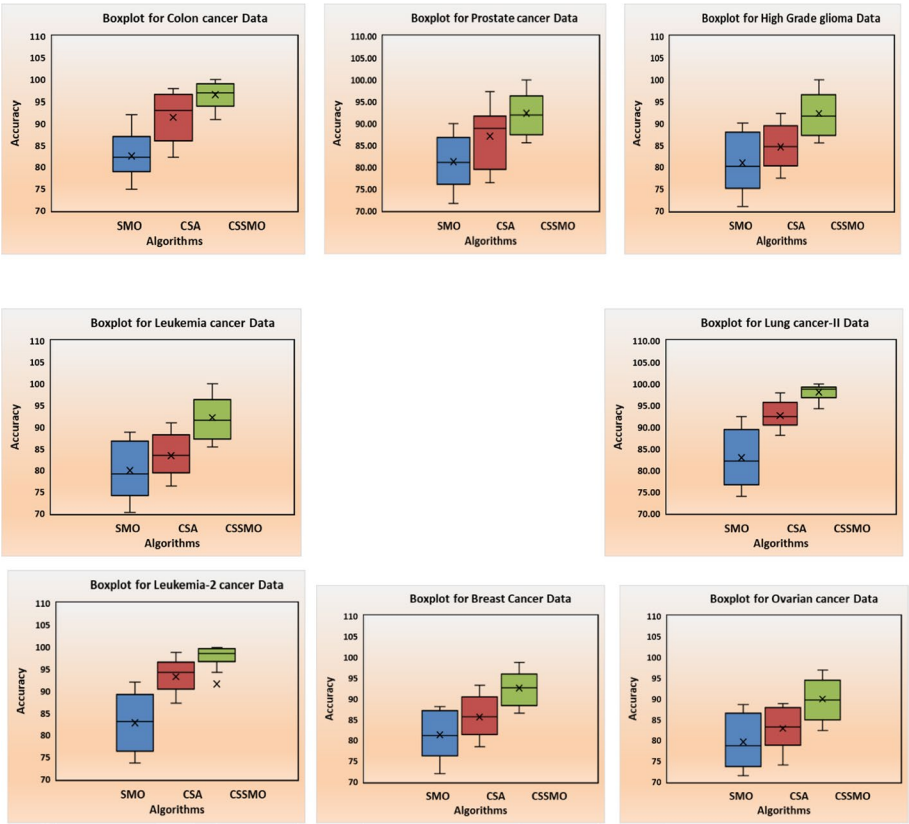 Boxplot for Colon cancer Data
110
105
100
95
90
85
80
75
70
Accuracy
SMO CSA CSSMO
Algorithms
Boxplot for Prostate cancer Data
110.00
105.00
100.00
95.00
90.00
85.00
80.00
75.00
70.00
Accuracy
SMO CSA CSSMO
Algorithms
Boxplot for High Grade glioma Data
110
105
100
95
90
85
80
75
70
Accuracy
SMO CSA CSSMO
Algorithms
Boxplot for Leukemia cancer Data
110
105
100
95
90
85
80
75
70
Accuracy
SMO CSA CSSMO
Algorithms
Boxplot for Lung cancer-II Data
110.00
105.00
100.00
95.00
90.00
85.00
80.00
75.00
70.00
Accuracy
SMO CSA CSSMO
Algorithms
Boxplot for Leukemia-2 cancer Data
110
105
100
95
90
85
80
75
70
Accuracy
SMO CSA CSSMO
Algorithms
Boxplot for Breast Cancer Data
110
105
100
95
90
85
80
75
70
Accuracy
SMO CSA CSSMO
Algorithms
Boxplot for Ovarian cancer Data
110
105
100
95
90
85
80
75
70
Accuracy
SMO CSA CSSMO
Algorithms